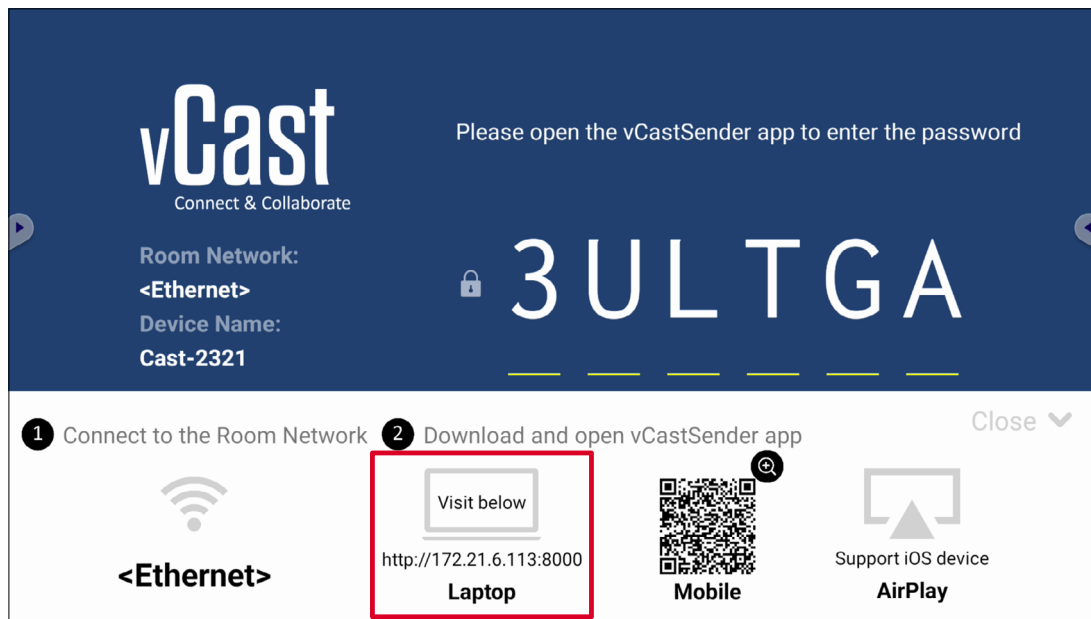 vCast
Connect & Collaborate
Please open the vCastSender app to enter the password
Room Network:
<Ethernet>
Device Name:
Cast-2321
3ULTGA
Close
1 Connect to the Room Network
2 Download and open vCastSender app
<Ethernet>
Visit below
http://172.21.6.113:8000
Laptop
Mobile
Support iOS device
AirPlay